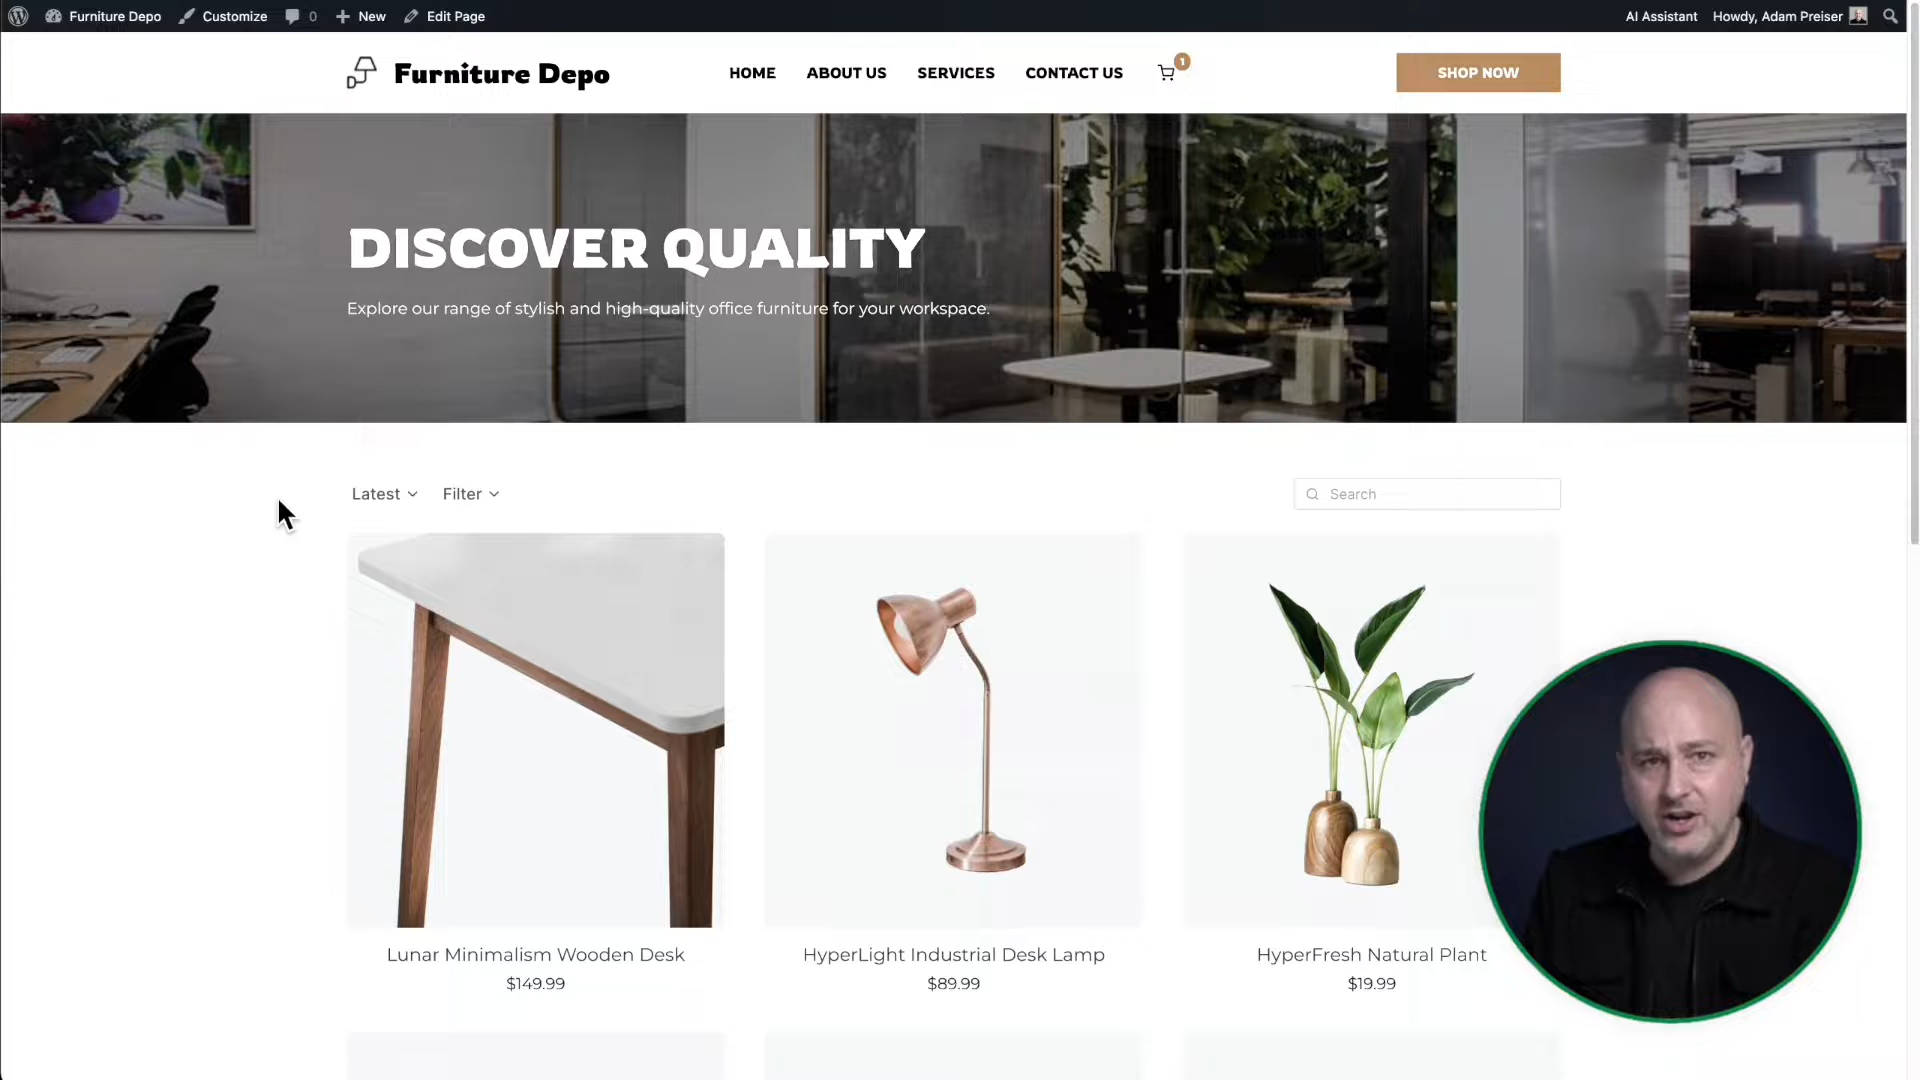 Furniture Depo
Customize
0
New
Edit Page
AI Assistant
Howdy, Adam Preiser
Furniture Depo
HOME
ABOUT US
SERVICES
CONTACT US
1
SHOP NOW
DISCOVER QUALITY
Explore our range of stylish and high-quality office furniture for your workspace.
Latest
Filter
Search
Lunar Minimalism Wooden Desk
$149.99
HyperLight Industrial Desk Lamp
$89.99
HyperFresh Natural Plant
$19.99